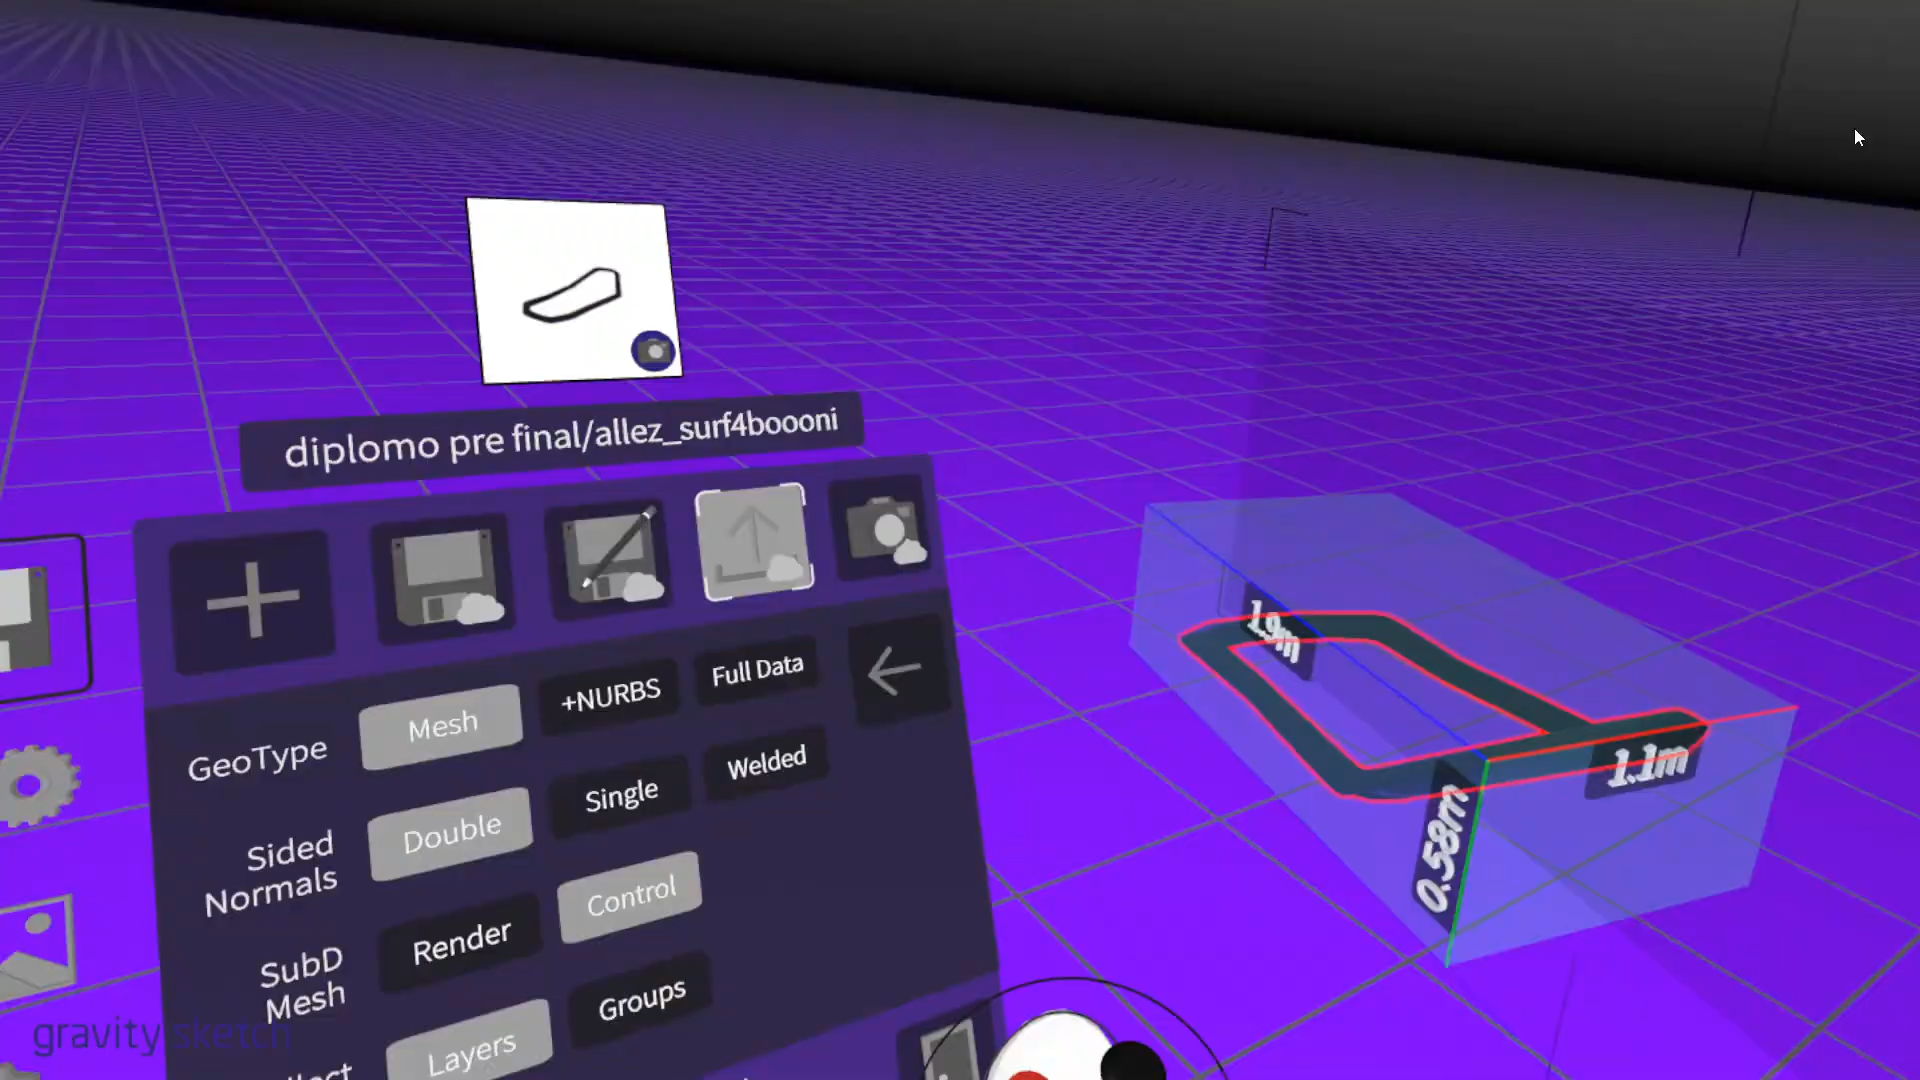 diplomo pre final/allez_surf4boooni
GeoType Mesh +NURBS Full Data
Sided Normals Double Single Welded
SubD Mesh Render Control
Layers Groups
1.9m
1.1m
0.58m
gravity sketch